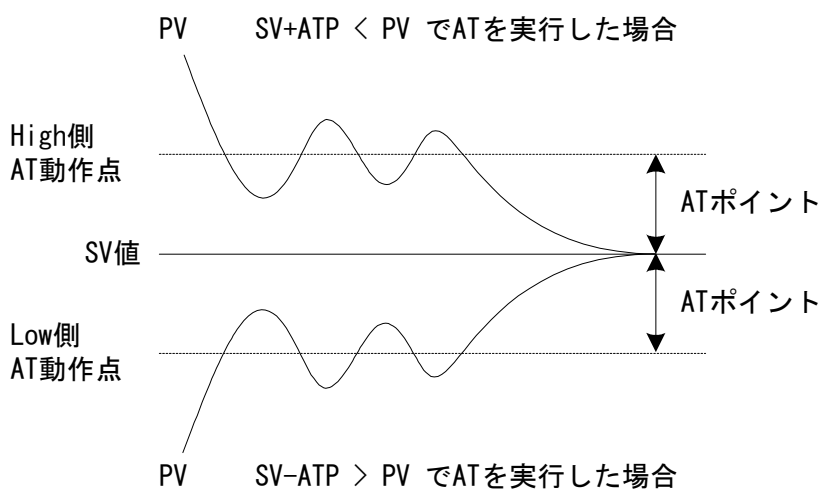 PV SV+ATP < PV でATを実行した場合
High側
AT動作点
ATポイント
SV値
ATポイント
Low側
AT動作点
PV SV−ATP > PV でATを実行した場合